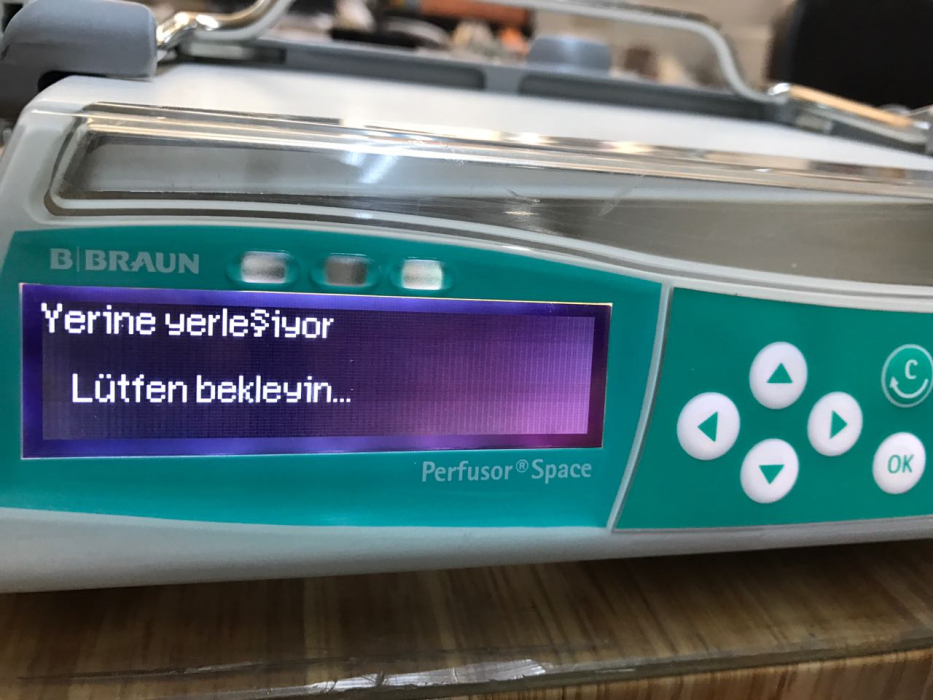 B|BRAUN
Yerine yerleşiyor
Lütfen bekleyin...
Perfusor® Space
C
OK